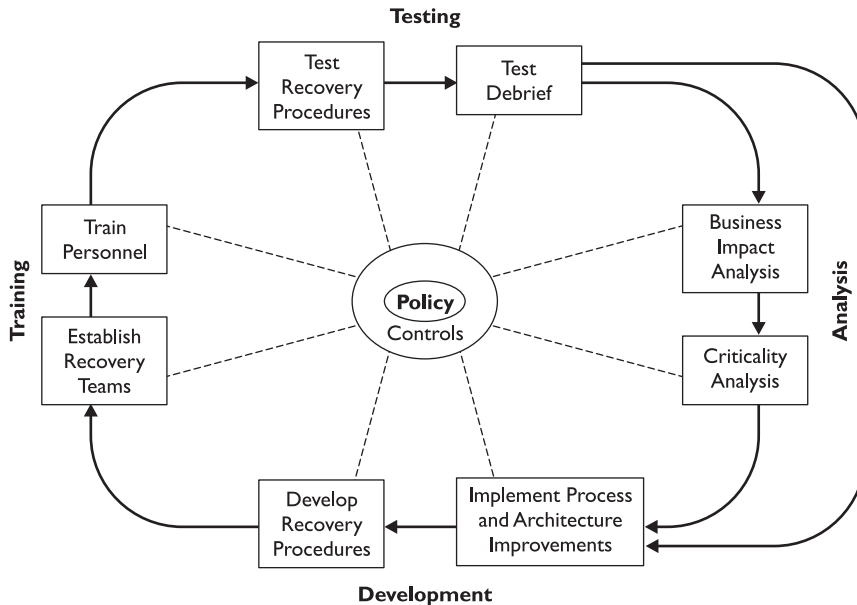 Testing
Test
Recovery
Procedures
Test
Debrief
Train
Personnel
Business
Impact
Analysis
Training
Policy
Controls
Analysis
Establish
Recovery
Teams
Criticality
Analysis
Develop
Recovery
Procedures
Implement Process
and Architecture
Improvements
Development